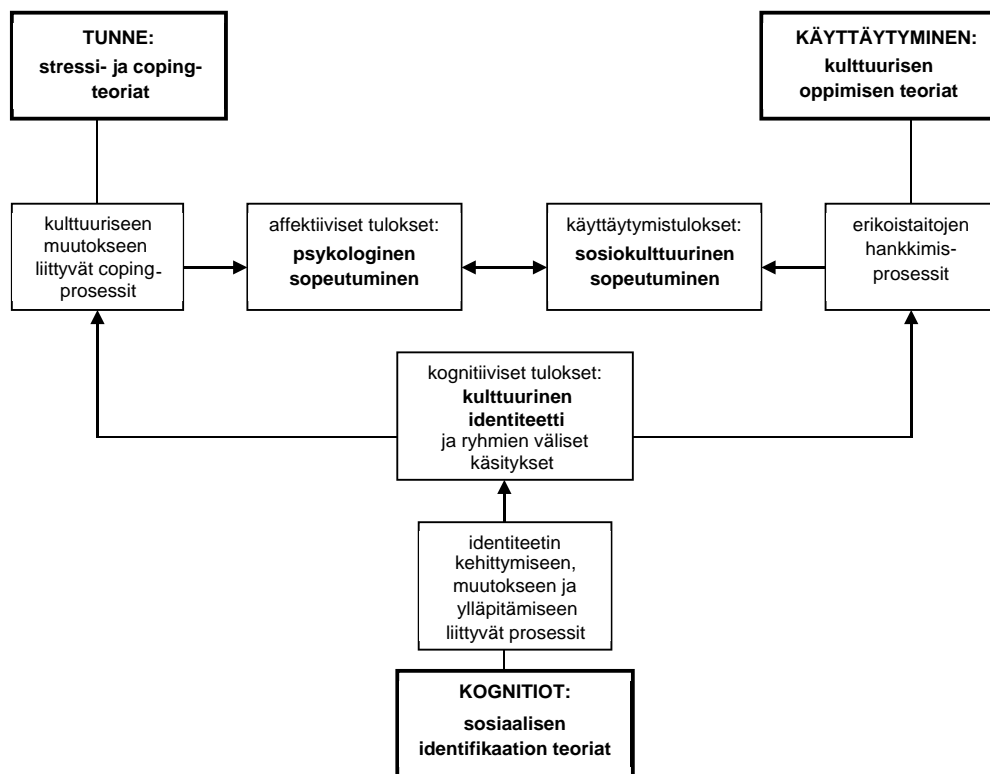 TUNNE:
stressi- ja coping-
teoriat
KÄYTTÄYTYMINEN:
kulttuurisen
oppimisen teoriat
kulttuuriseen
muutokseen
liittyvät coping-
prosessit
affektiiviset tulokset:
psykologinen
sopeutuminen
käyttäytymistulokset:
sosiokulttuurinen
sopeutuminen
erikoistaitojen
hankkimis-
prosessit
kognitiiviset tulokset:
kulttuurinen
identiteetti
ja ryhmien väliset
käsitykset
identiteetin
kehittymiseen,
muutokseen ja
ylläpitämiseen
liittyvät prosessit
KOGNITIOT:
sosiaalisen
identifikaation teoriat